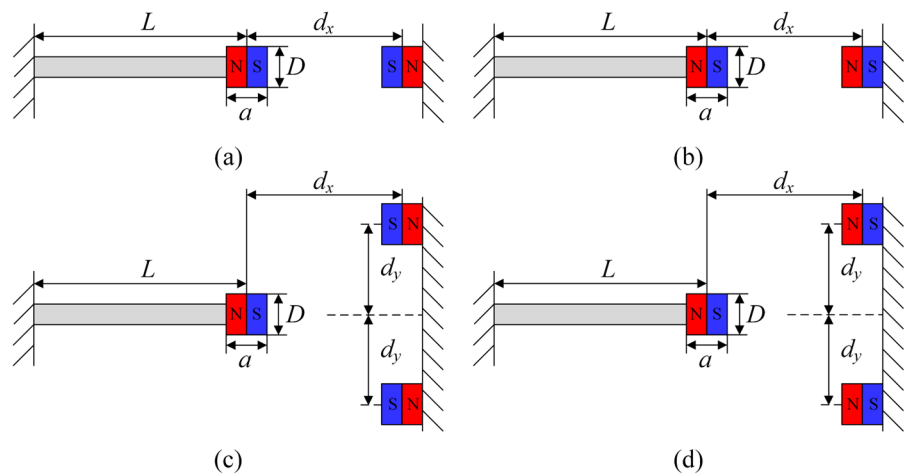 L d_x L d_x
N S S N D N S N S D
a a
(a) (b)
d_x d_x
S N N S
L d_y L d_y
N S D N S D
a d_y a d_y
S N N S
(c) (d)